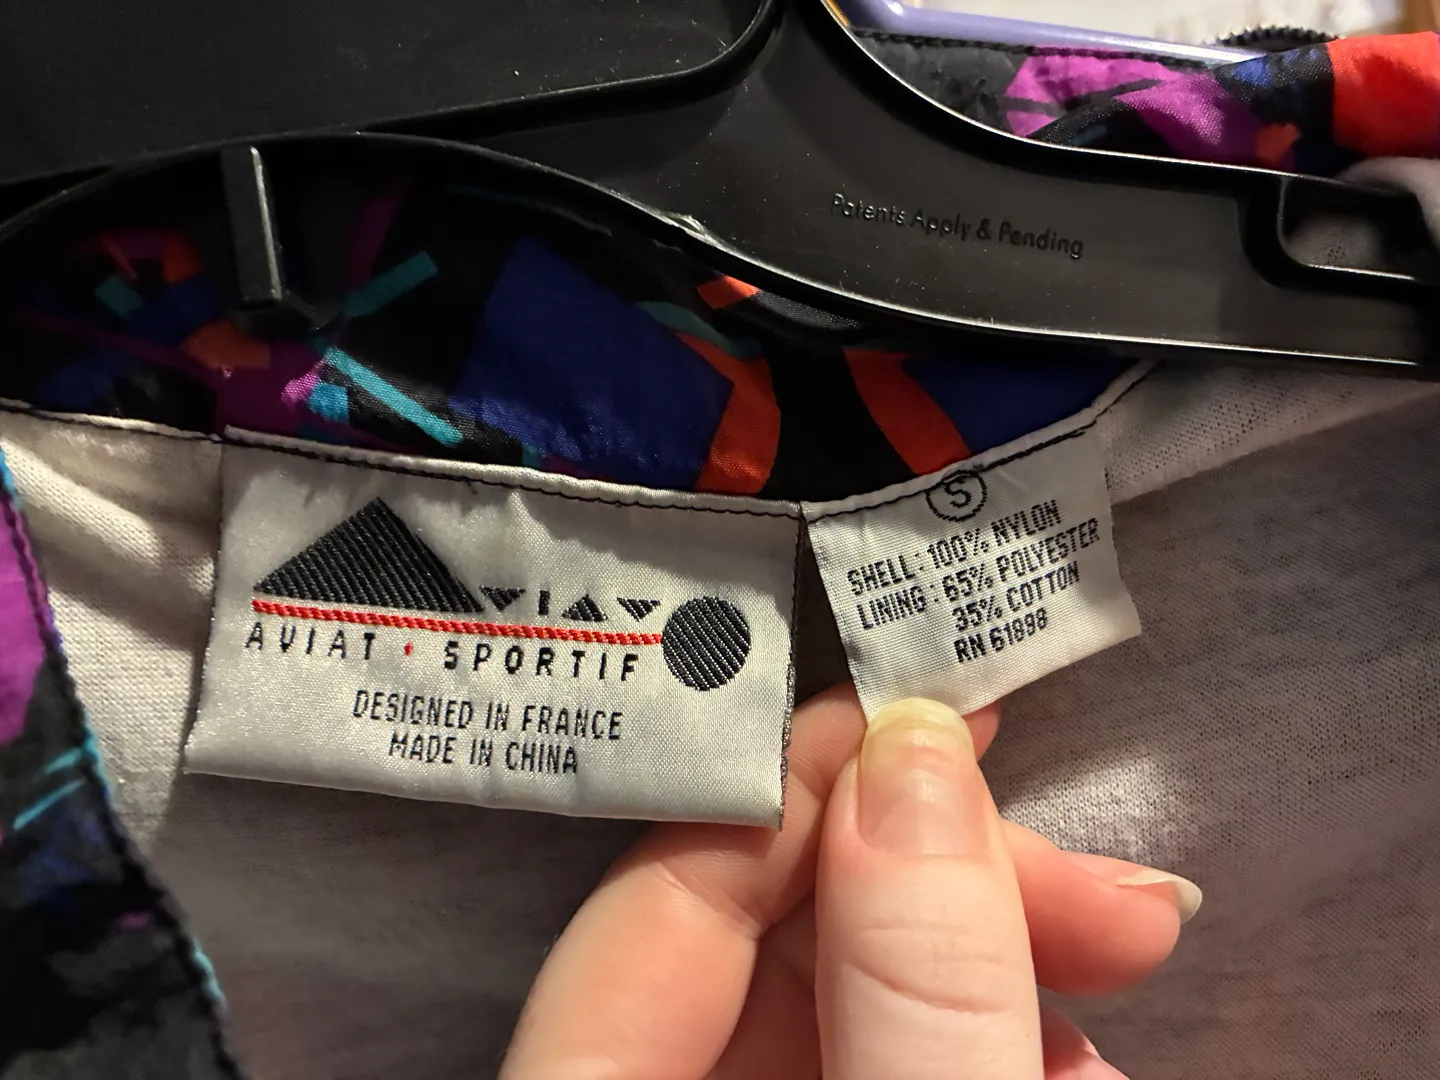 Patents Apply & Pending
AVIAT • SPORTIF
DESIGNED IN FRANCE
MADE IN CHINA
S
SHELL: 100% NYLON
LINING: 65% POLYESTER
35% COTTON
RN 61898